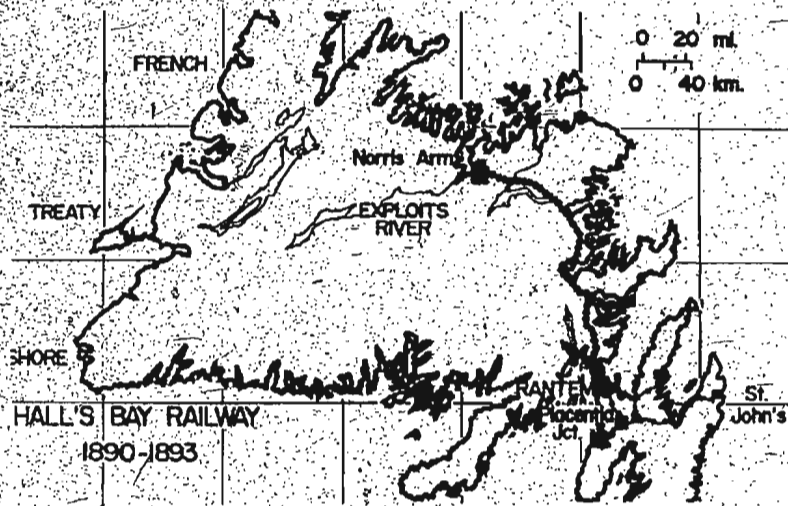 FRENCH
0 20 mi.
0 40 km.
Norris Arm
TREATY
EXPLOITS
RIVER
SHORE
RANTEM
HALL'S BAY RAILWAY
1890-1893
Placentia
Jct.
St.
John's